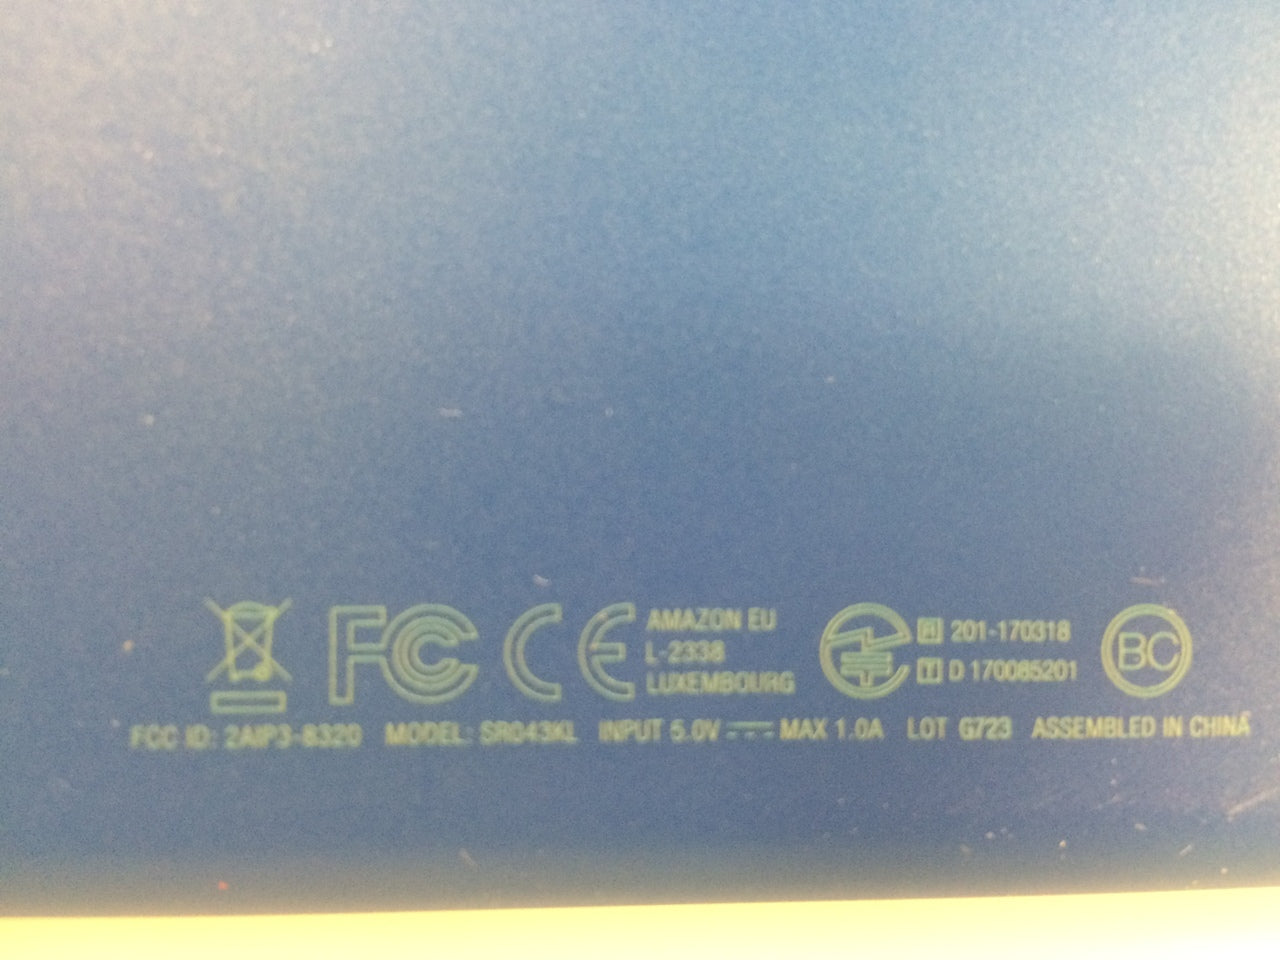 FC CE AMAZON EU
L-2338
LUXEMBOURG
R 201-170318
T D 170085201
BC
FCC ID: 2AIP3-8320 MODEL: SR043KL INPUT 5.0V MAX 1.0A LOT G723 ASSEMBLED IN CHINA